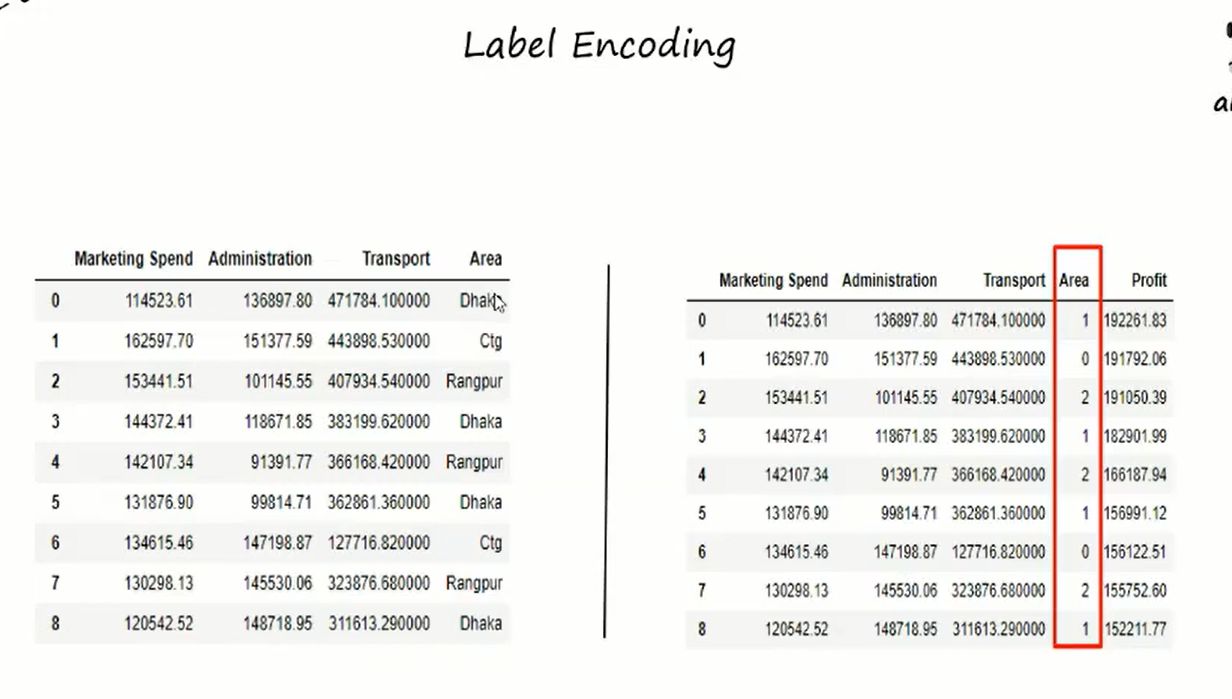 Label Encoding
Marketing Spend Administration Transport Area
0 114523.61 136897.80 471784.100000 Dhaka
1 162597.70 151377.59 443898.530000 Ctg
2 153441.51 101145.55 407934.540000 Rangpur
3 144372.41 118671.85 383199.620000 Dhaka
4 142107.34 91391.77 366168.420000 Rangpur
5 131876.90 99814.71 362861.360000 Dhaka
6 134615.46 147198.87 127716.820000 Ctg
7 130298.13 145530.06 323876.680000 Rangpur
8 120542.52 148718.95 311613.290000 Dhaka
Marketing Spend Administration Transport Area Profit
0 114523.61 136897.80 471784.100000 1 192261.83
1 162597.70 151377.59 443898.530000 0 191792.06
2 153441.51 101145.55 407934.540000 2 191050.39
3 144372.41 118671.85 383199.620000 1 182901.99
4 142107.34 91391.77 366168.420000 2 166187.94
5 131876.90 99814.71 362861.360000 1 156991.12
6 134615.46 147198.87 127716.820000 0 156122.51
7 130298.13 145530.06 323876.680000 2 155752.60
8 120542.52 148718.95 311613.290000 1 152211.77